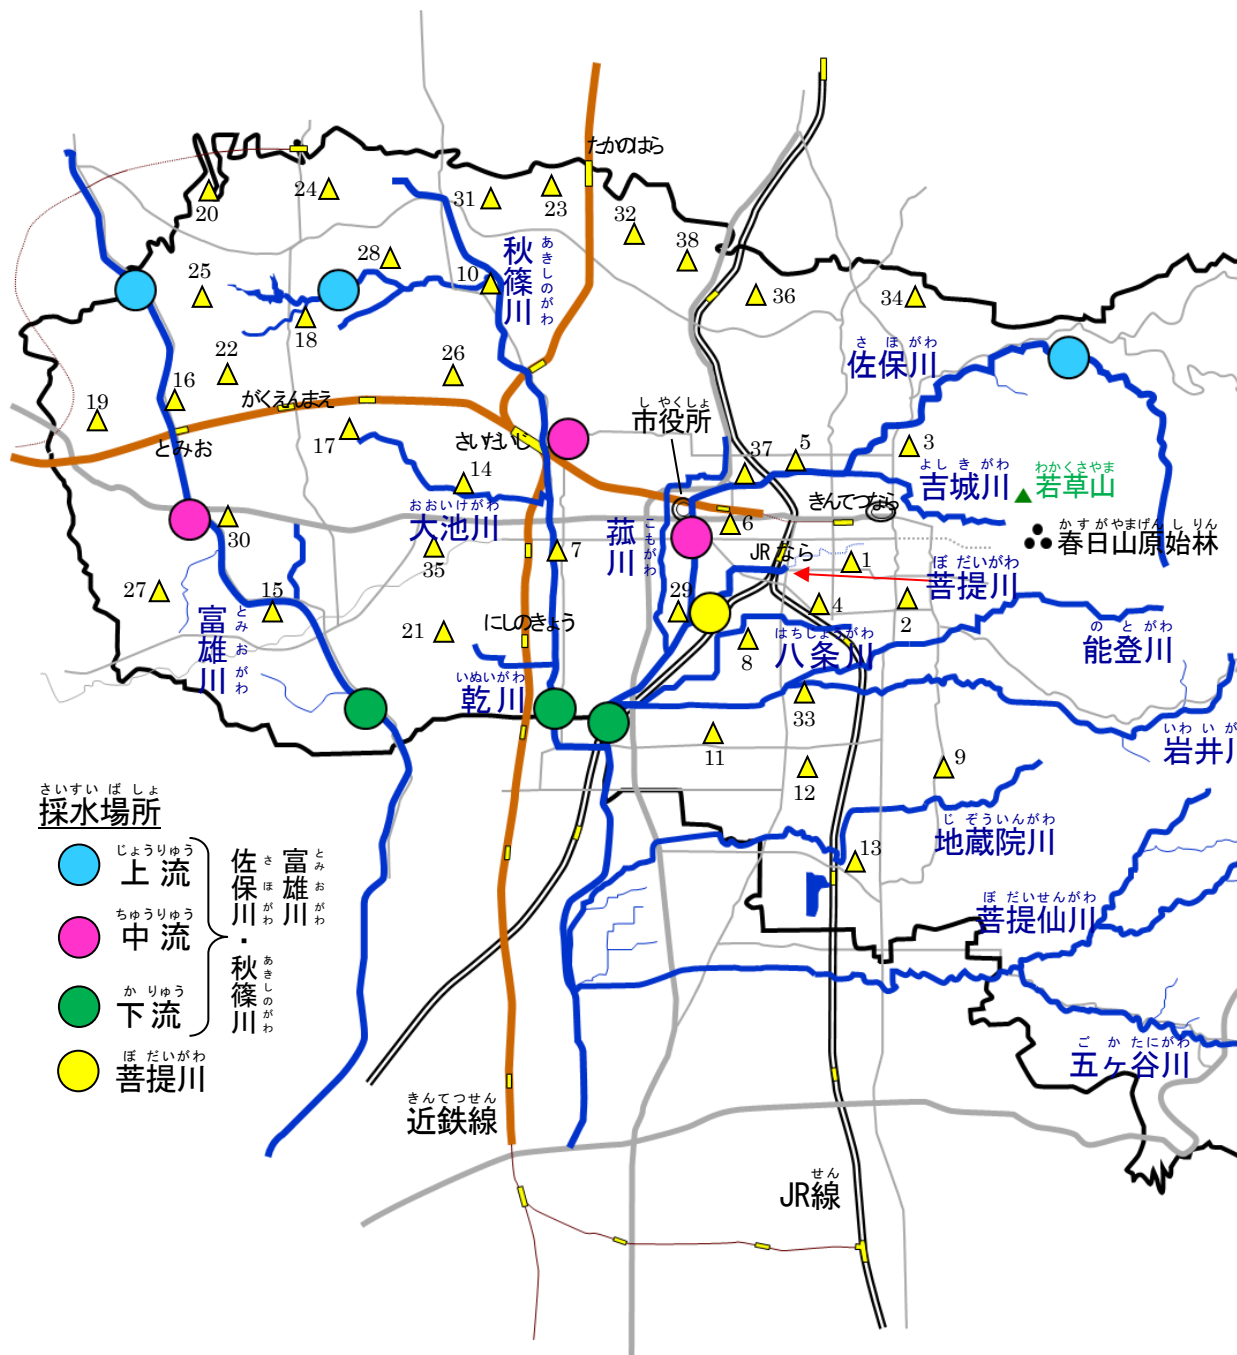 たかのはら
20
24
31
23
32
38
28
25
10
秋篠川
あきしのがわ
36
34
18
さほがわ
佐保川
22
26
16
がくえんまえ
19
とみお
17
さいだいじ
しやくしょ
市役所
37
5
3
よしきがわ
吉城川
わかくさやま
若草山
14
おおいけがわ
大池川
きんてつなら
30
6
菰川
こもがわ
かすがやまげんしりん
春日山原始林
35
7
JRなら
1
ぼだいがわ
菩提川
27
15
29
4
2
富雄川
とみおがわ
21
にしのきょう
8
はちじょうがわ
八条川
のとがわ
能登川
いぬいがわ
乾川
33
11
いわいが
岩井川
12
9
さいすいばしょ
採水場所
じぞういんがわ
地蔵院川
13
じょうりゅう
上流
ちゅうりゅう
中流
かりゅう
下流
富雄川
とみおがわ
佐保川・秋篠川
さほがわ
あきしのがわ
ぼだいがわ
菩提川
ぼだいせんがわ
菩提仙川
ごかたにがわ
五ヶ谷川
きんてつせん
近鉄線
せん
JR線